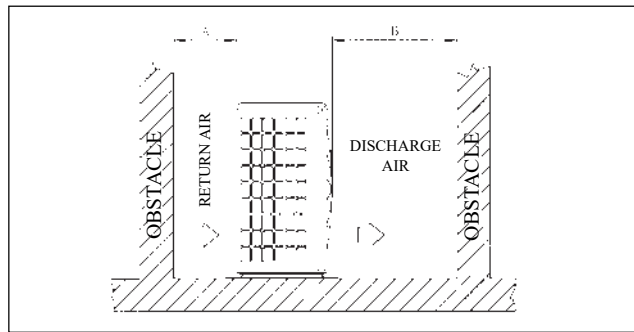 A
B
OBSTACLE
RETURN AIR
DISCHARGE
AIR
OBSTACLE